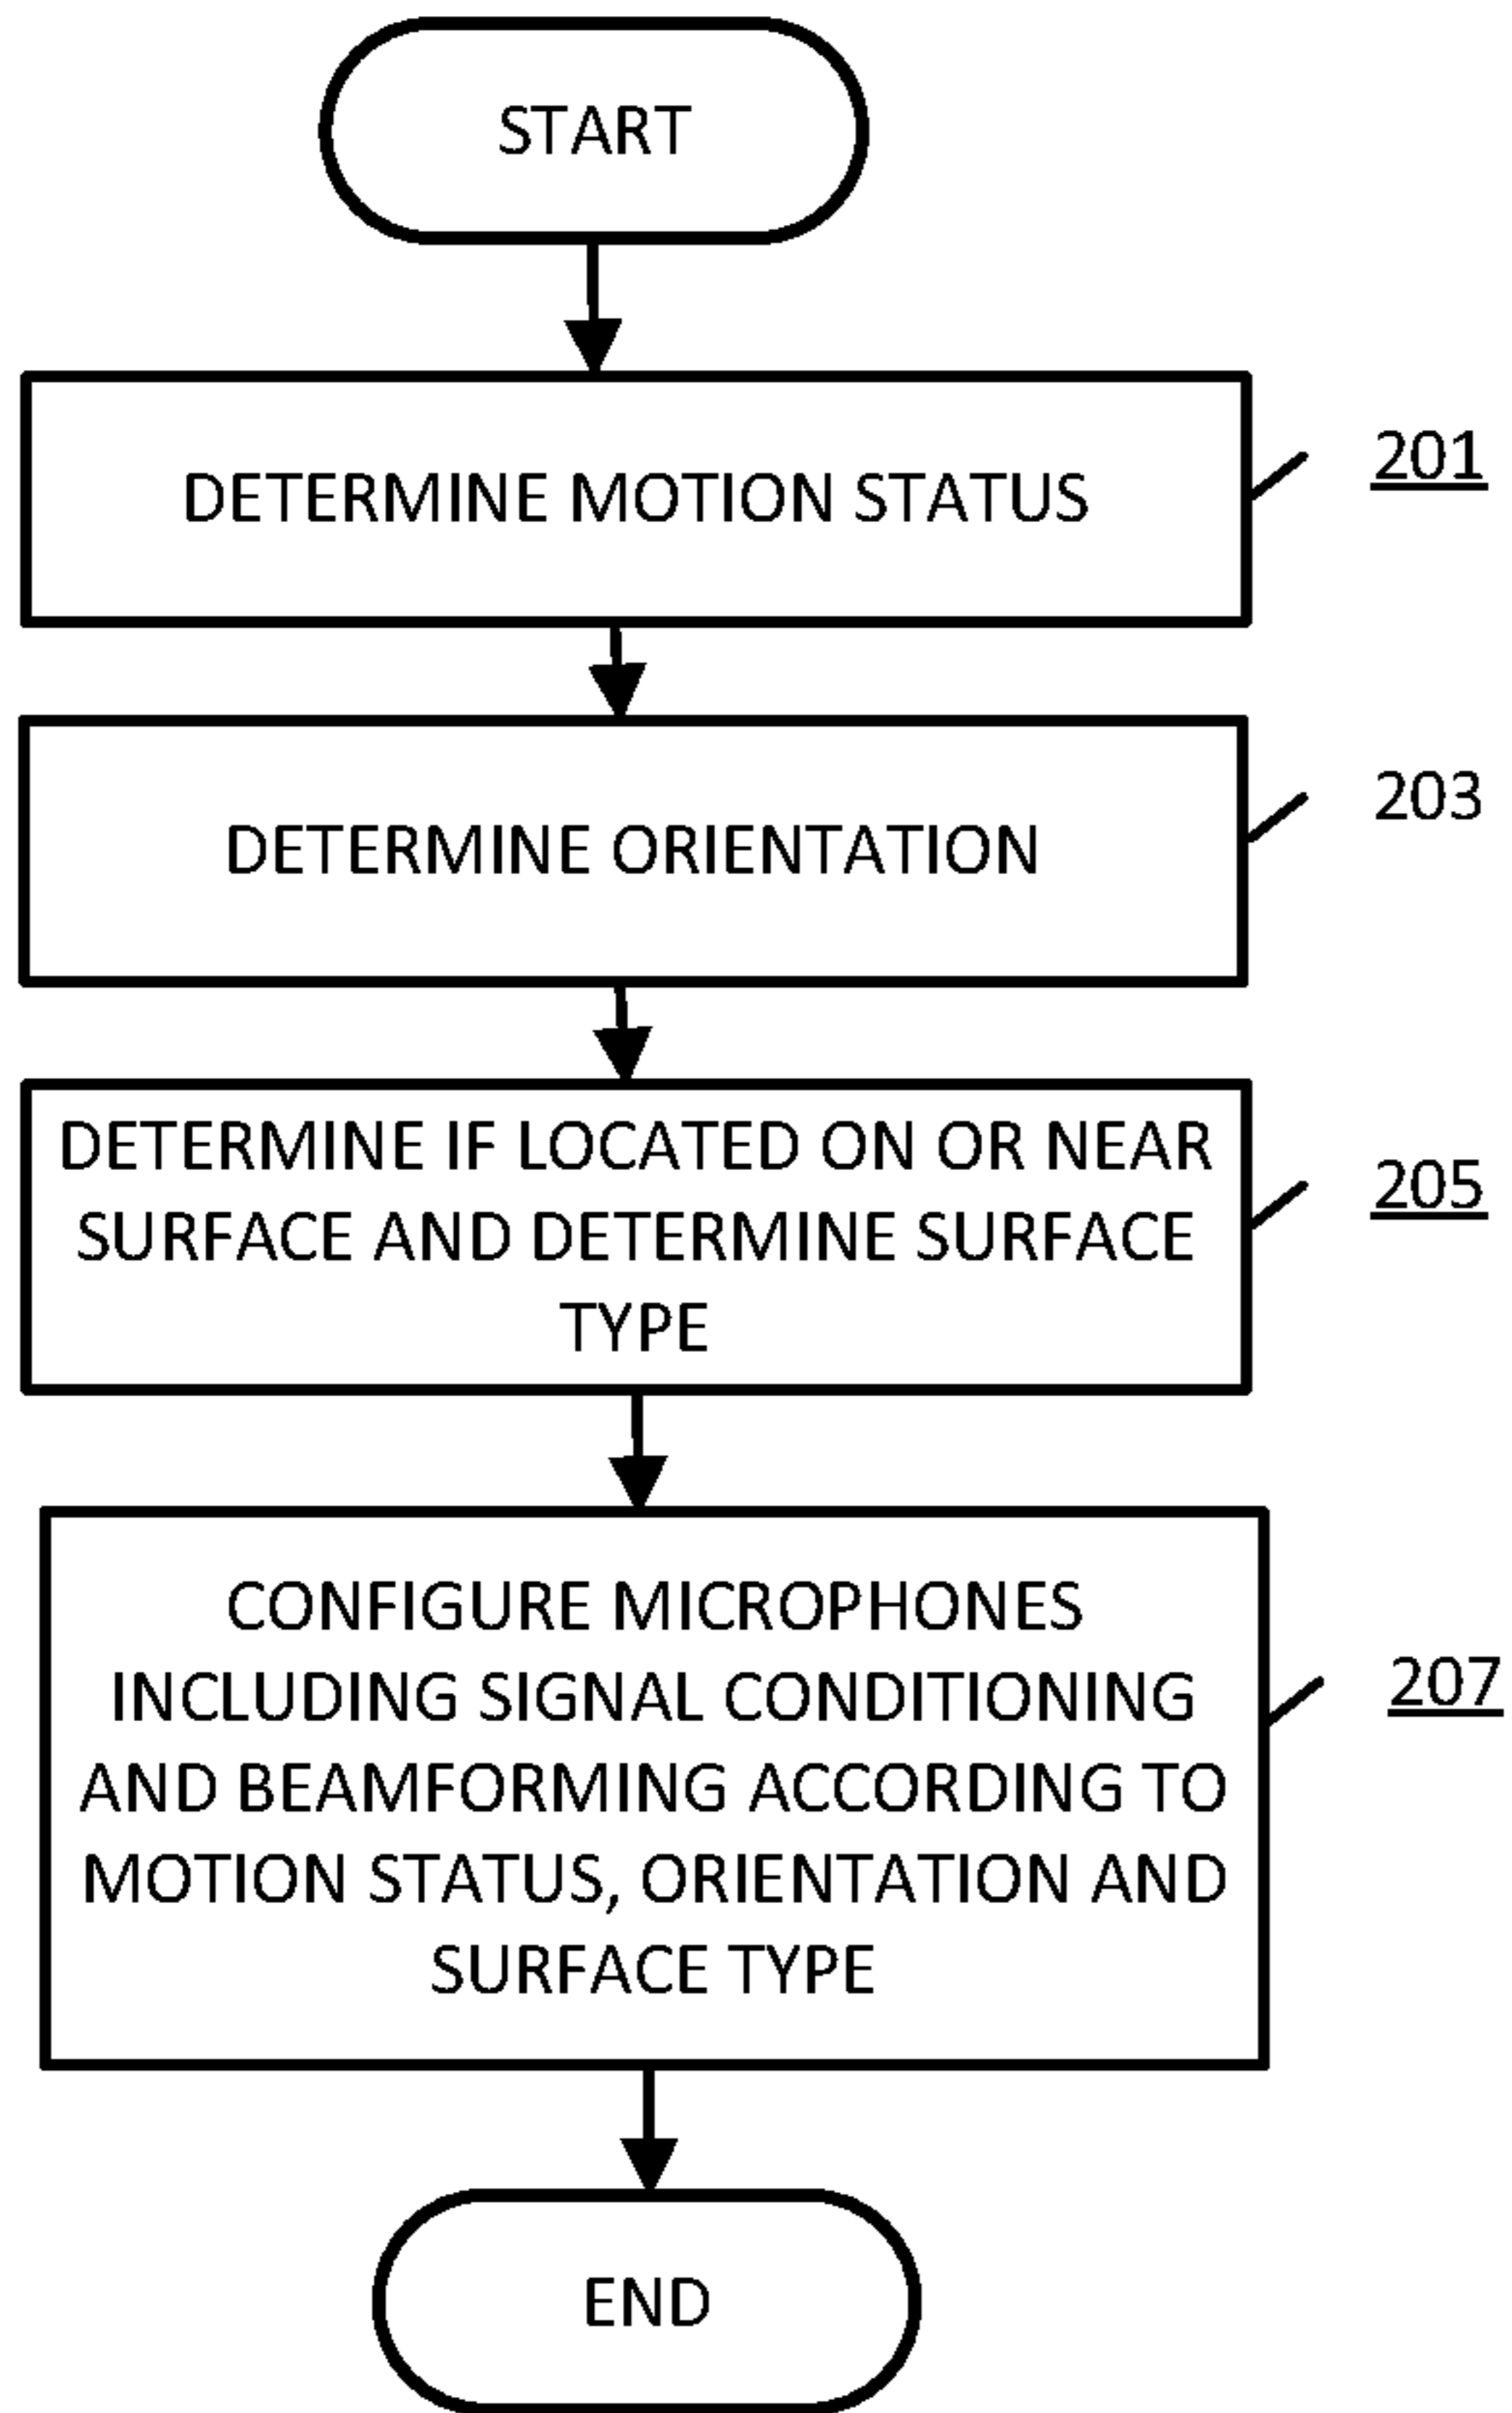 START
DETERMINE MOTION STATUS
201
DETERMINE ORIENTATION
203
DETERMINE IF LOCATED ON OR NEAR
SURFACE AND DETERMINE SURFACE
TYPE
205
CONFIGURE MICROPHONES
INCLUDING SIGNAL CONDITIONING
AND BEAMFORMING ACCORDING TO
MOTION STATUS, ORIENTATION AND
SURFACE TYPE
207
END